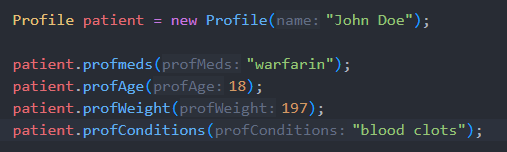 Profile patient = new Profile(name: "John Doe");
patient.profmeds(profMeds: "warfarin");
patient.profAge(profAge: 18);
patient.profWeight(profWeight: 197);
patient.profConditions(profConditions: "blood clots");